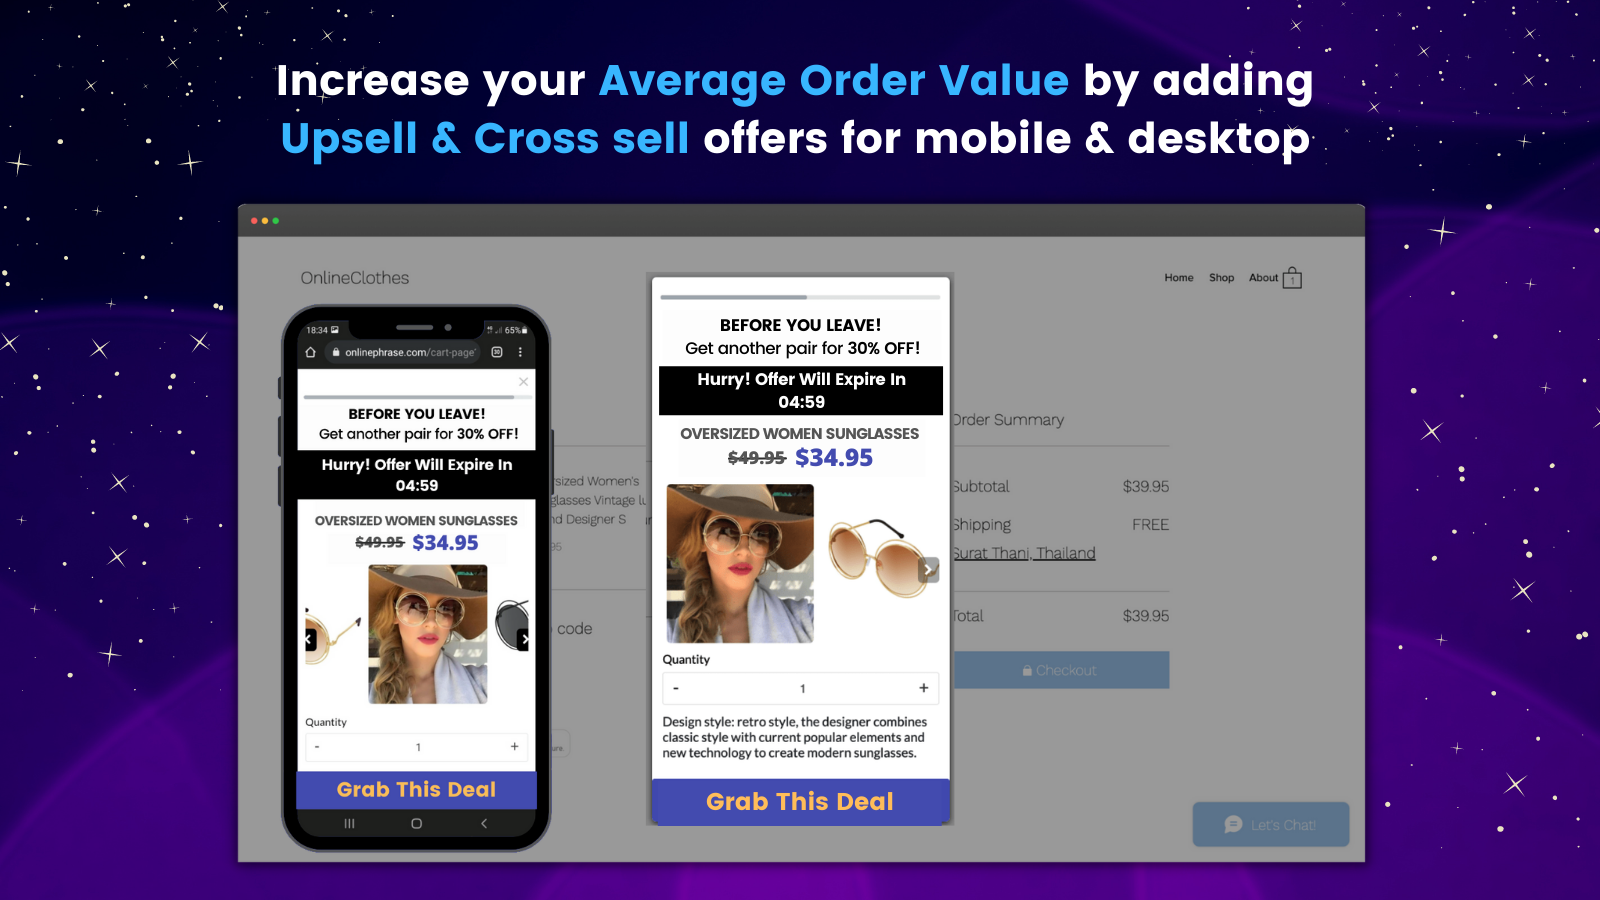 Increase your Average Order Value by adding
Upsell & Cross sell offers for mobile & desktop
OnlineClothes
Home Shop About 1
18:34 65%
onlinephrase.com/cart-page
BEFORE YOU LEAVE!
Get another pair for 30% OFF!
Hurry! Offer Will Expire In
04:59
OVERSIZED WOMEN SUNGLASSES
$49.95 $34.95
Quantity
- 1 +
Grab This Deal
sized Women's
glasses Vintage lu
nd Designer S
95
code
BEFORE YOU LEAVE!
Get another pair for 30% OFF!
Hurry! Offer Will Expire In
04:59
OVERSIZED WOMEN SUNGLASSES
$49.95 $34.95
Quantity
- 1 +
Design style: retro style, the designer combines
classic style with current popular elements and
new technology to create modern sunglasses.
Grab This Deal
Order Summary
Subtotal $39.95
Shipping FREE
Surat Thani, Thailand
Total $39.95
Checkout
Let's Chat!